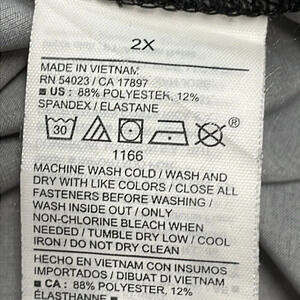 2X
MADE IN VIETNAM
RN 54023 / CA 17897
■ US : 88% POLYESTER, 12%
SPANDEX / ELASTANE
30
®
1166
MACHINE WASH COLD / WASH AND
DRY WITH LIKE COLORS / CLOSE ALL
FASTENERS BEFORE WASHING /
WASH INSIDE OUT / ONLY
NON-CHLORINE BLEACH WHEN
NEEDED / TUMBLE DRY LOW / COOL
IRON / DO NOT DRY CLEAN
HECHO EN VIETNAM CON INSUMOS
IMPORTADOS / DIBUAT DI VIETNAM
■ CA: 88% POLYESTER, 12%
ÉLASTHANNE